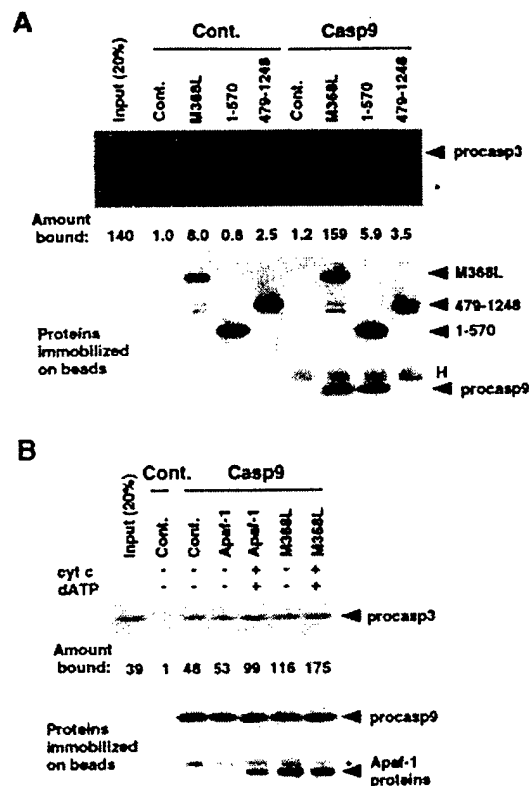 A
Cont. Casp9
Input (20%) Cont. M368L 1-570 479-1248 Cont. M368L 1-570 479-1248
procasp3
*
Amount bound: 140 1.0 8.0 0.8 2.5 1.2 159 5.9 3.5
M368L
479-1248
1-570
Proteins immobilized on beads
H
procasp9
B
Cont. Casp9
Input (20%) Cont. Cont. Apaf-1 Apaf-1 M368L M368L
cyt c - - - + - +
dATP - - - + - +
procasp3
Amount bound: 39 1 48 53 99 116 175
procasp9
Proteins immobilized on beads
*
Apaf-1 proteins